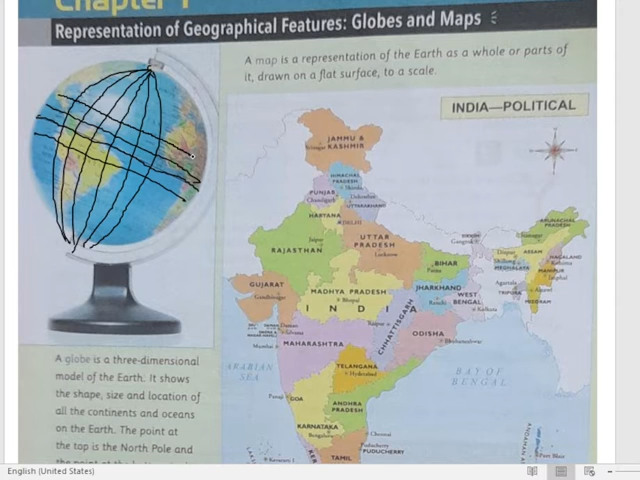 Chapter 1
Representation of Geographical Features: Globes and Maps
A map is a representation of the Earth as a whole or parts of
it, drawn on a flat surface, to a scale.
INDIA—POLITICAL
JAMMU &
KASHMIR
Srinagar
HIMACHAL
PRADESH
Shimla
PUNJAB
Chandigarh
Dehradun
UTTARAKHAND
HARYANA
DELHI
RAJASTHAN
Jaipur
UTTAR
PRADESH
Lucknow
SIKKIM
Gangtok
ARUNACHAL
PRADESH
Itanagar
ASSAM
Dispur
NAGALAND
Kohima
Shillong
MEGHALAYA
MANIPUR
Imphal
BIHAR
Patna
Agartala
TRIPURA
Aizawl
MIZORAM
GUJARAT
Gandhinagar
MADHYA PRADESH
Bhopal
JHARKHAND
Ranchi
WEST
BENGAL
Kolkata
INDIA
CHHATTISGARH
Raipur
ODISHA
Bhubaneshwar
Daman
Silvassa
MAHARASHTRA
Mumbai
ARABIAN
SEA
TELANGANA
Hyderabad
BAY OF
BENGAL
Panaji
GOA
ANDHRA
PRADESH
KARNATAKA
Bengaluru
Chennai
Puducherry
PUDUCHERRY
TAMIL
KER
Port Blair
A globe is a three-dimensional
model of the Earth. It shows
the shape, size and location of
all the continents and oceans
on the Earth. The point at
the top is the North Pole and
English (United States)